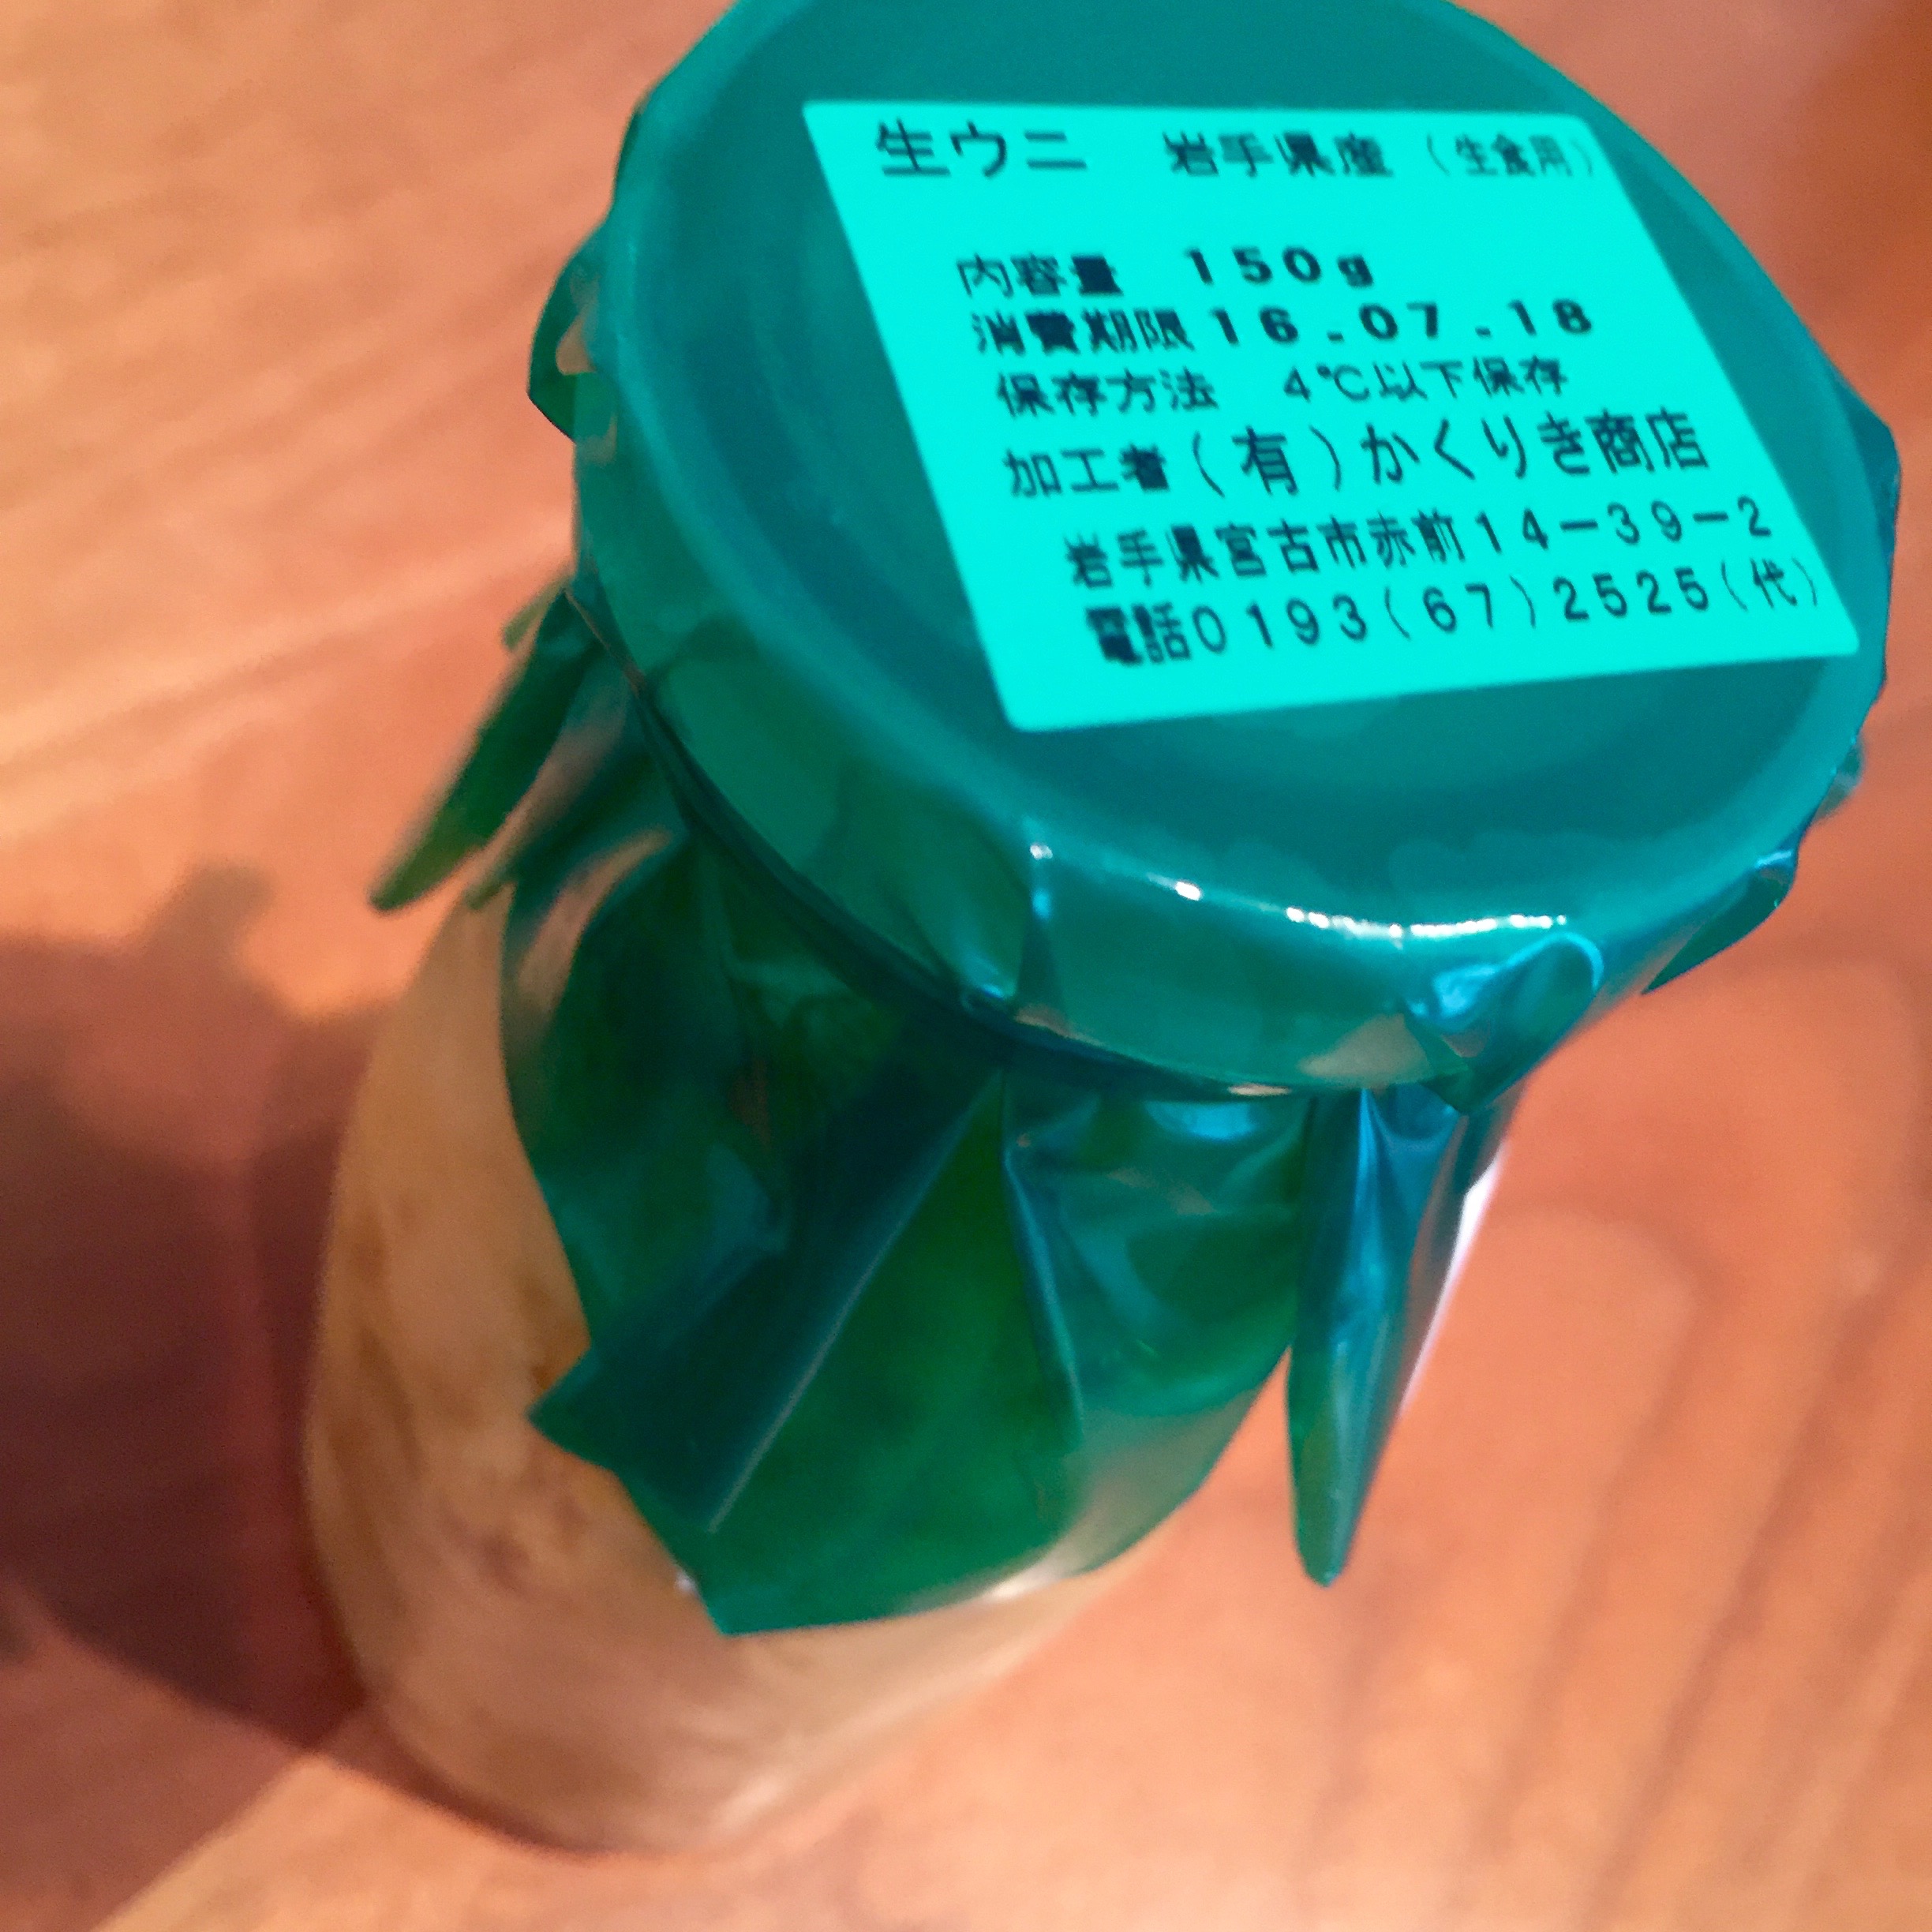 生ウニ　岩手県産（生食用）
内容量　150g
消費期限16.07.18
保存方法　4℃以下保存
加工者（有）かくりき商店
岩手県宮古市赤前14－39－2
電話0193（67）2525（代）